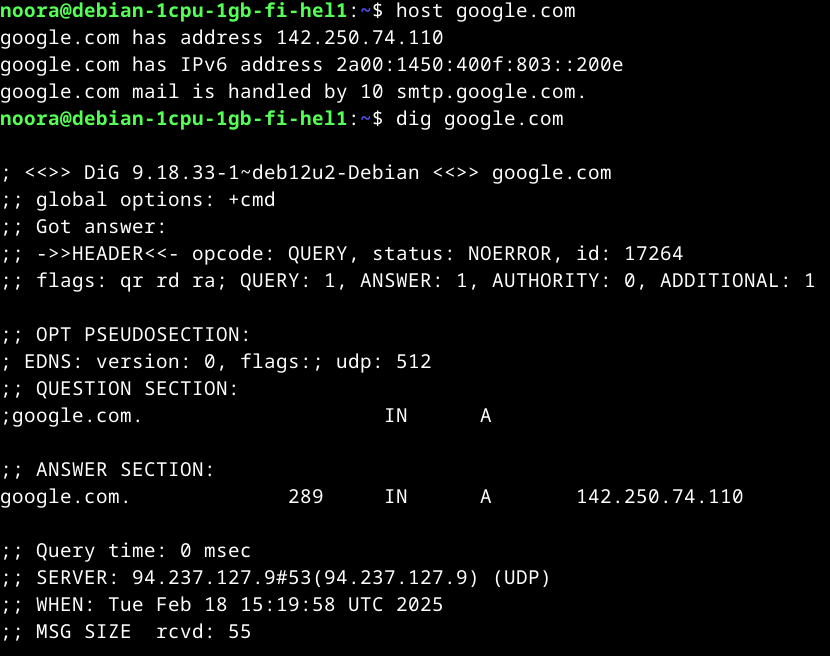 noora@debian-1cpu-1gb-fi-hel1:~$ host google.com
google.com has address 142.250.74.110
google.com has IPv6 address 2a00:1450:400f:803::200e
google.com mail is handled by 10 smtp.google.com.
noora@debian-1cpu-1gb-fi-hel1:~$ dig google.com

; <<>> DiG 9.18.33-1~deb12u2-Debian <<>> google.com
;; global options: +cmd
;; Got answer:
;; ->>HEADER<<- opcode: QUERY, status: NOERROR, id: 17264
;; flags: qr rd ra; QUERY: 1, ANSWER: 1, AUTHORITY: 0, ADDITIONAL: 1

;; OPT PSEUDOSECTION:
; EDNS: version: 0, flags:; udp: 512
;; QUESTION SECTION:
;google.com.                    IN      A

;; ANSWER SECTION:
google.com.             289     IN      A       142.250.74.110

;; Query time: 0 msec
;; SERVER: 94.237.127.9#53(94.237.127.9) (UDP)
;; WHEN: Tue Feb 18 15:19:58 UTC 2025
;; MSG SIZE  rcvd: 55